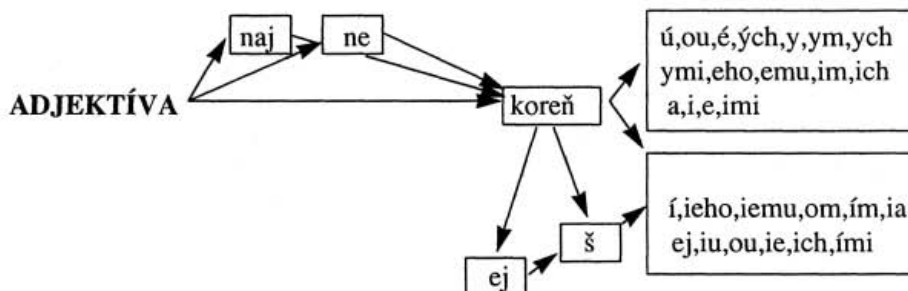 naj
ne
ADJEKTÍVA
koreň
ú,ou,é,ých,y,ym,ych
ymi,eho,emu,im,ich
a,i,e,imi
í,ieho,iemu,om,ím,ia
ej,iu,ou,ie,ich,ími
š
ej